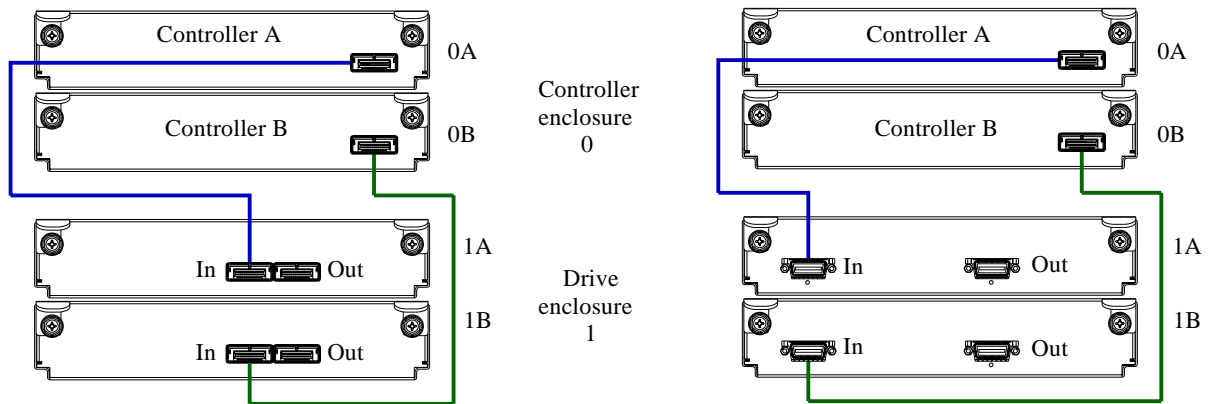 Controller A
0A
Controller B
0B
In
Out
1A
In
Out
1B
Controller
enclosure
0
Drive
enclosure
1
Controller A
0A
Controller B
0B
In
Out
1A
In
Out
1B